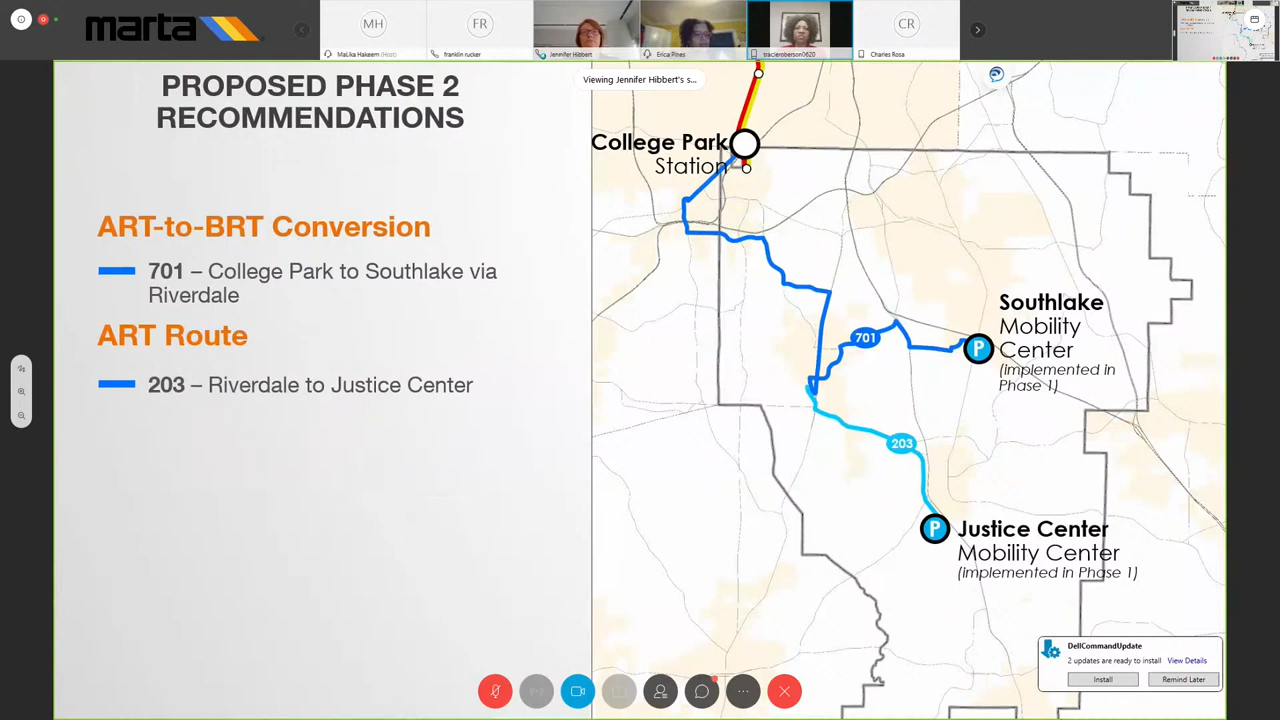 marta
MH
FR
CR
Malika Hakeem (Host)
franklin rucker
Jennifer Hibbert
Erica Pines
tracieroberson0620
Charles Rosa
Viewing Jennifer Hibbert's s...
PROPOSED PHASE 2
RECOMMENDATIONS
ART-to-BRT Conversion
701 – College Park to Southlake via
Riverdale
ART Route
203 – Riverdale to Justice Center
College Park
Station
701
P
Southlake
Mobility
Center
(implemented in
Phase 1)
203
P
Justice Center
Mobility Center
(implemented in Phase 1)
DellCommandUpdate
2 updates are ready to install View Details
Install
Remind Later